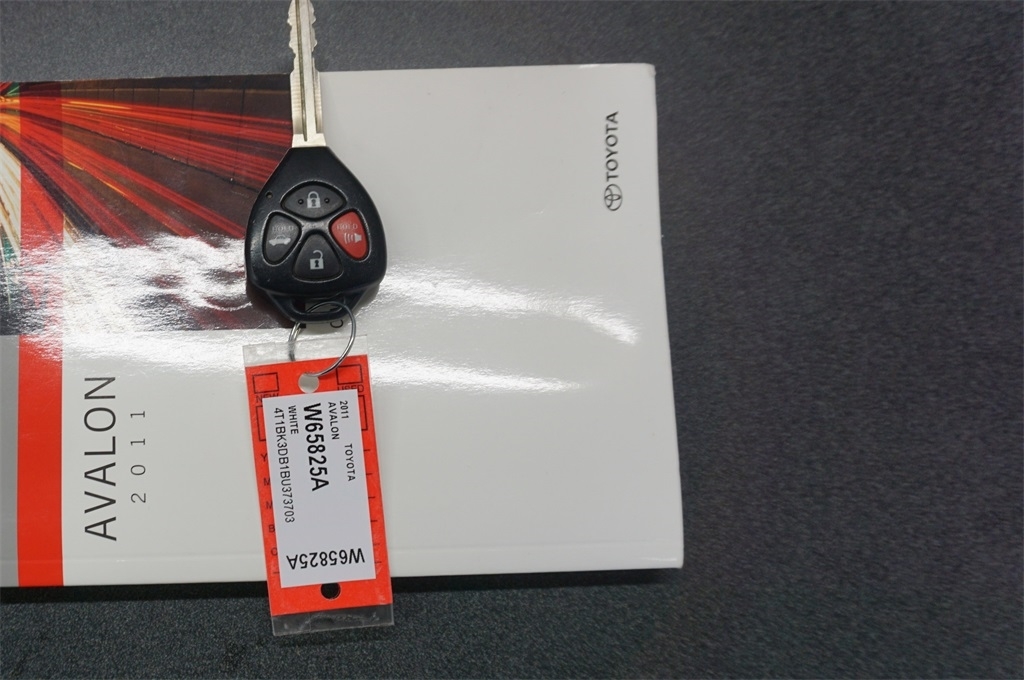 TOYOTA
AVALON
2011
2011 TOYOTA
AVALON
W65825A
WHITE
4T1BK3DB1BU373703
W65825A